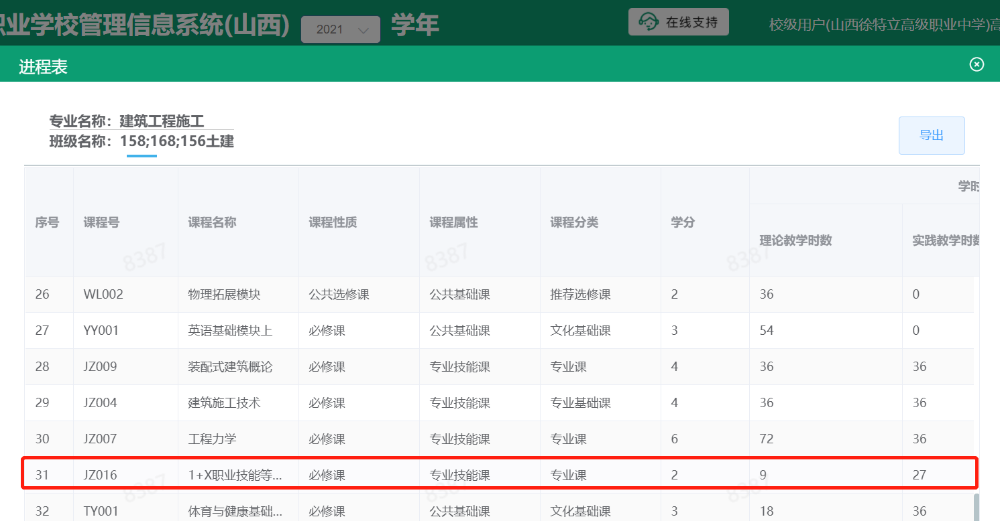 职业学校管理信息系统(山西) 2021 学年 在线支持 校级用户(山西徐特立高级职业中学)高
进程表
专业名称：建筑工程施工
班级名称：158;168;156土建
导出
学时
序号 课程号 课程名称 课程性质 课程属性 课程分类 学分
理论教学时数 实践教学时数
8387 8387 8387
26 WL002 物理拓展模块 公共选修课 公共基础课 推荐选修课 2 36 0
27 YY001 英语基础模块上 必修课 公共基础课 文化基础课 3 54 0
28 JZ009 装配式建筑概论 必修课 专业技能课 专业课 4 36 36
29 JZ004 建筑施工技术 必修课 专业技能课 专业基础课 4 36 36
30 JZ007 工程力学 必修课 专业技能课 专业课 6 72 36
31 JZ016 1+X职业技能等... 必修课 专业技能课 专业课 2 9 27
8387 8387 8387
32 TY001 体育与健康基础... 必修课 公共基础课 文化基础课 3 18 36